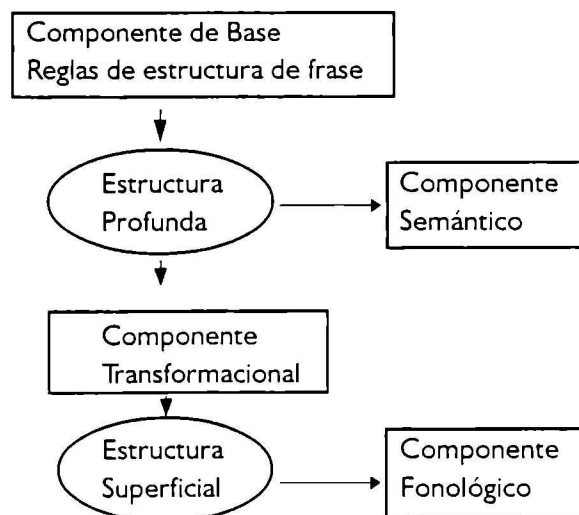 Componente de Base
Reglas de estructura de frase
Estructura
Profunda
Componente
Semántico
Componente
Transformacional
Estructura
Superficial
Componente
Fonológico